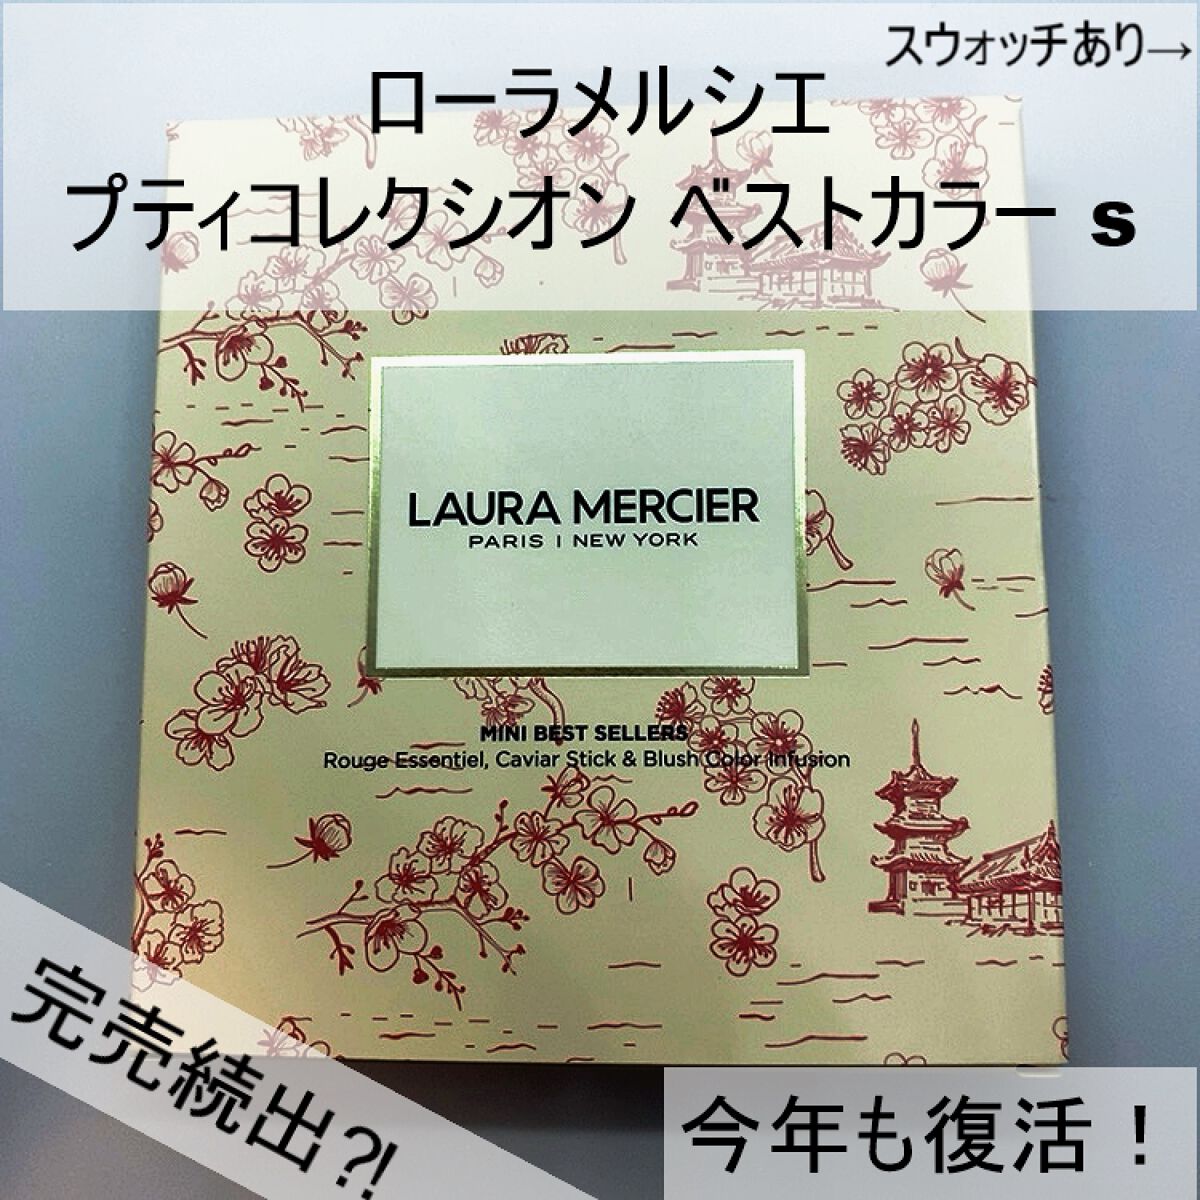 スウォッチあり→
ローラメルシエ
プティコレクシオン ベストカラー s
LAURA MERCIER
PARIS | NEW YORK
MINI BEST SELLERS
Rouge Essentiel, Caviar Stick & Blush Color Infusion
完売続出?!
今年も復活！